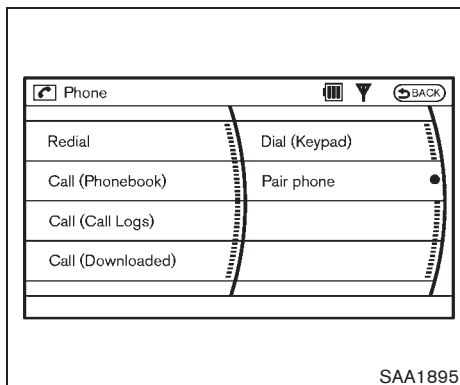 Phone
BACK
Redial
Dial (Keypad)
Call (Phonebook)
Pair phone
Call (Call Logs)
Call (Downloaded)
SAA1895